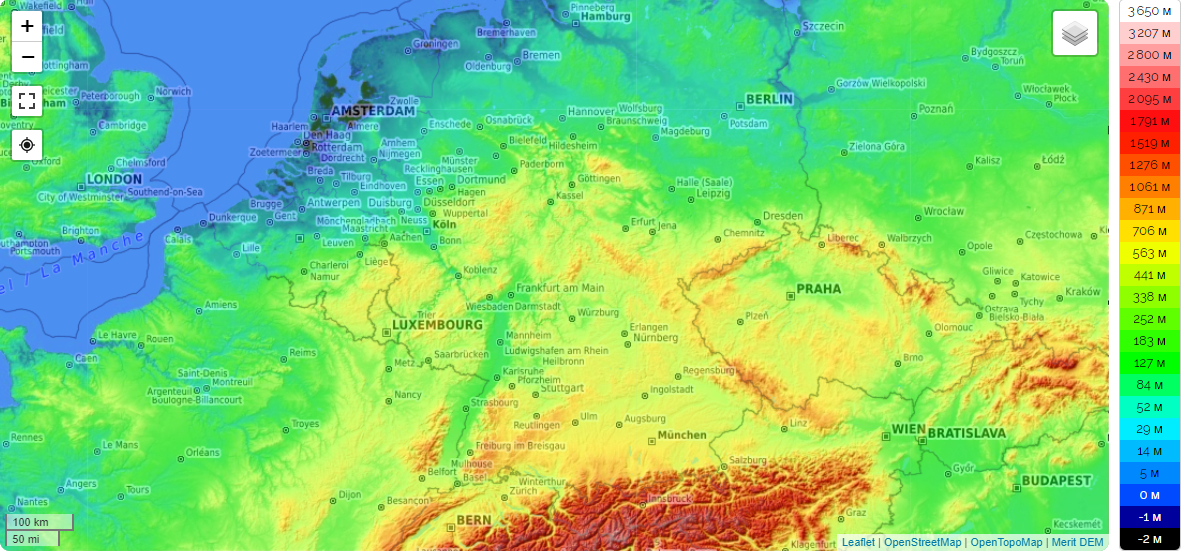 Wakefield
Hull
Pinneberg
Hamburg
Szczecin
3650 м
+
Groningen
Bremerhaven
3207 м
Bremen
Bydgoszcz
2800 м
−
Oldenburg
Toruń
2430 м
Peterborough
Norwich
Zwolle
Gorzów Wielkopolski
Włocławek
Płock
2095 м
AMSTERDAM
Hannover
Wolfsburg
BERLIN
Poznań
1791 м
Cambridge
Haarlem
Almere
Enschede
Osnabrück
Braunschweig
Potsdam
1519 м
Den Haag
Rotterdam
Arnhem
Bielefeld
Hildesheim
Magdeburg
Zielona Góra
Kalisz
Łódź
Oxford
Chelmsford
Zoetermeer
Dordrecht
Nijmegen
Münster
Paderborn
1276 м
LONDON
Breda
Tilburg
Recklinghausen
Dortmund
Göttingen
Halle (Saale)
Leipzig
1061 м
City of Westminster
Southend-on-Sea
Eindhoven
Essen
Hagen
Kassel
871 м
Brugge
Antwerpen
Duisburg
Düsseldorf
Wrocław
Dunkerque
Gent
Mönchengladbach
Neuss
Wuppertal
Erfurt
Jena
Dresden
706 м
Brighton
Calais
Maastricht
Köln
Chemnitz
Liberec
Wałbrzych
Częstochowa
Portsmouth
La Manche
Lille
Leuven
Aachen
Bonn
Opole
563 м
Charleroi
Namur
Liège
Koblenz
Gliwice
Katowice
441 м
Frankfurt am Main
PRAHA
Tychy
Kraków
338 м
Amiens
Wiesbaden
Darmstadt
Würzburg
Plzeň
Ostrava
Bielsko-Biała
252 м
Trier
LUXEMBOURG
Erlangen
Nürnberg
Olomouc
183 м
Le Havre
Rouen
Mannheim
Caen
Reims
Saarbrücken
Ludwigshafen am Rhein
Heilbronn
Brno
127 м
Metz
Saint-Denis
Montreuil
Karlsruhe
Pforzheim
Regensburg
84 м
Argenteuil
Boulogne-Billancourt
Nancy
Stuttgart
Ingolstadt
Strasbourg
52 м
Troyes
Reutlingen
Ulm
Augsburg
Linz
29 м
Rennes
Le Mans
Freiburg im Breisgau
München
WIEN
BRATISLAVA
14 м
Orléans
Mulhouse
Salzburg
Belfort
Basel
Győr
5 м
Angers
Tours
Winterthur
Zürich
BUDAPEST
Nantes
Dijon
Besançon
Innsbruck
0 м
100 km
BERN
Graz
-1 м
50 mi
Kecskemét
Klagenfurt
Leaflet | OpenStreetMap | OpenTopoMap | Merit DEM
-2 м